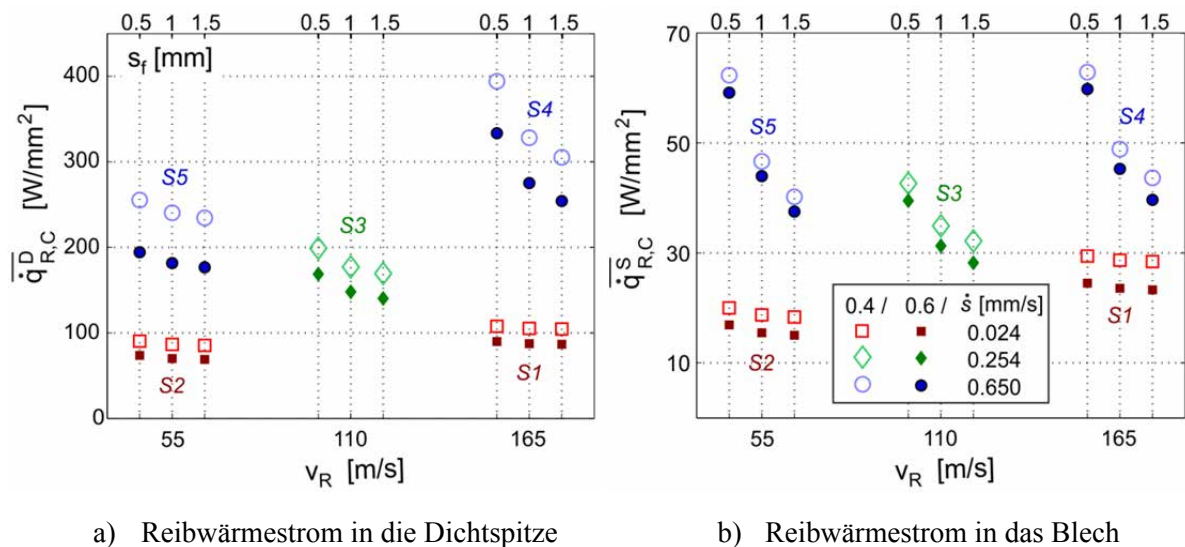 0.5 1 1.5 0.5 1 1.5 0.5 1 1.5
s_f [mm]
400
300
200
100
0
q̇^D_R,C [W/mm²]
S5
S4
S3
S2
S1
55 110 165
v_R [m/s]
a) Reibwärmestrom in die Dichtspitze
0.5 1 1.5 0.5 1 1.5 0.5 1 1.5
70
50
30
10
q̇^S_R,C [W/mm²]
S5
S4
S3
S1
S2
0.4 / 0.6 / ṡ [mm/s]
0.024
0.254
0.650
55 110 165
v_R [m/s]
b) Reibwärmestrom in das Blech